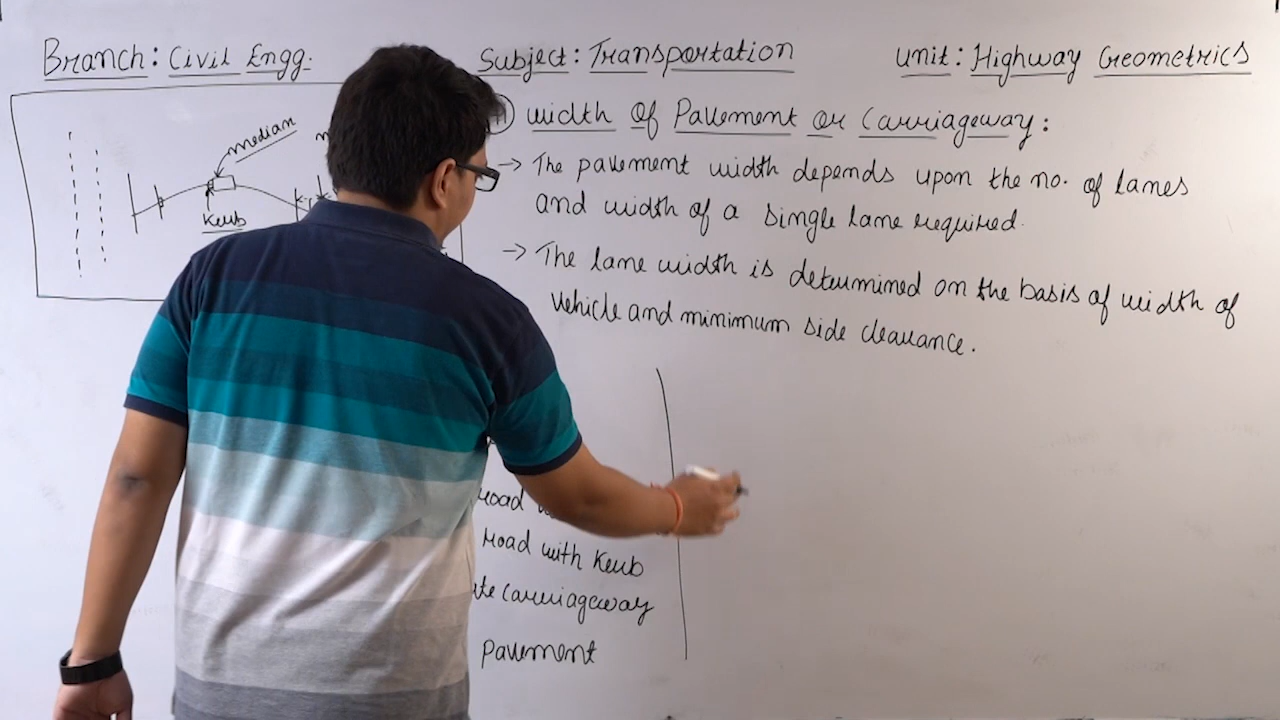 Branch: Civil Engg.
Subject: Transportation
Unit: Highway Geometrics
median
Kerb
Width of Pavement or Carriageway:
→ The pavement width depends upon the no. of lanes
and width of a single lane required.
→ The lane width is determined on the basis of width of
vehicle and minimum side clearance.
road
road with Kerb
carriageway
pavement